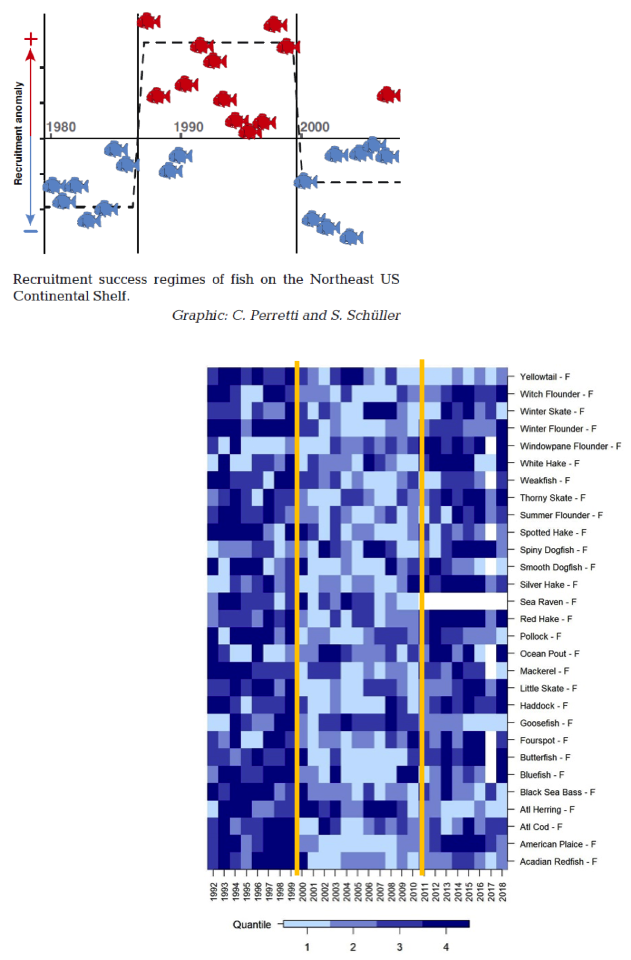 +
Recruitment anomaly
−
1980
1990
2000
Recruitment success regimes of fish on the Northeast US
Continental Shelf.
Graphic: C. Perretti and S. Schüller
Yellowtail - F
Witch Flounder - F
Winter Skate - F
Winter Flounder - F
Windowpane Flounder - F
White Hake - F
Weakfish - F
Thorny Skate - F
Summer Flounder - F
Spotted Hake - F
Spiny Dogfish - F
Smooth Dogfish - F
Silver Hake - F
Sea Raven - F
Red Hake - F
Pollock - F
Ocean Pout - F
Mackerel - F
Little Skate - F
Haddock - F
Goosefish - F
Fourspot - F
Butterfish - F
Bluefish - F
Black Sea Bass - F
Atl Herring - F
Atl Cod - F
American Plaice - F
Acadian Redfish - F
1992 1993 1994 1995 1996 1997 1998 1999 2000 2001 2002 2003 2004 2005 2006 2007 2008 2009 2010 2011 2012 2013 2014 2015 2016 2017 2018
Quantile
1 2 3 4